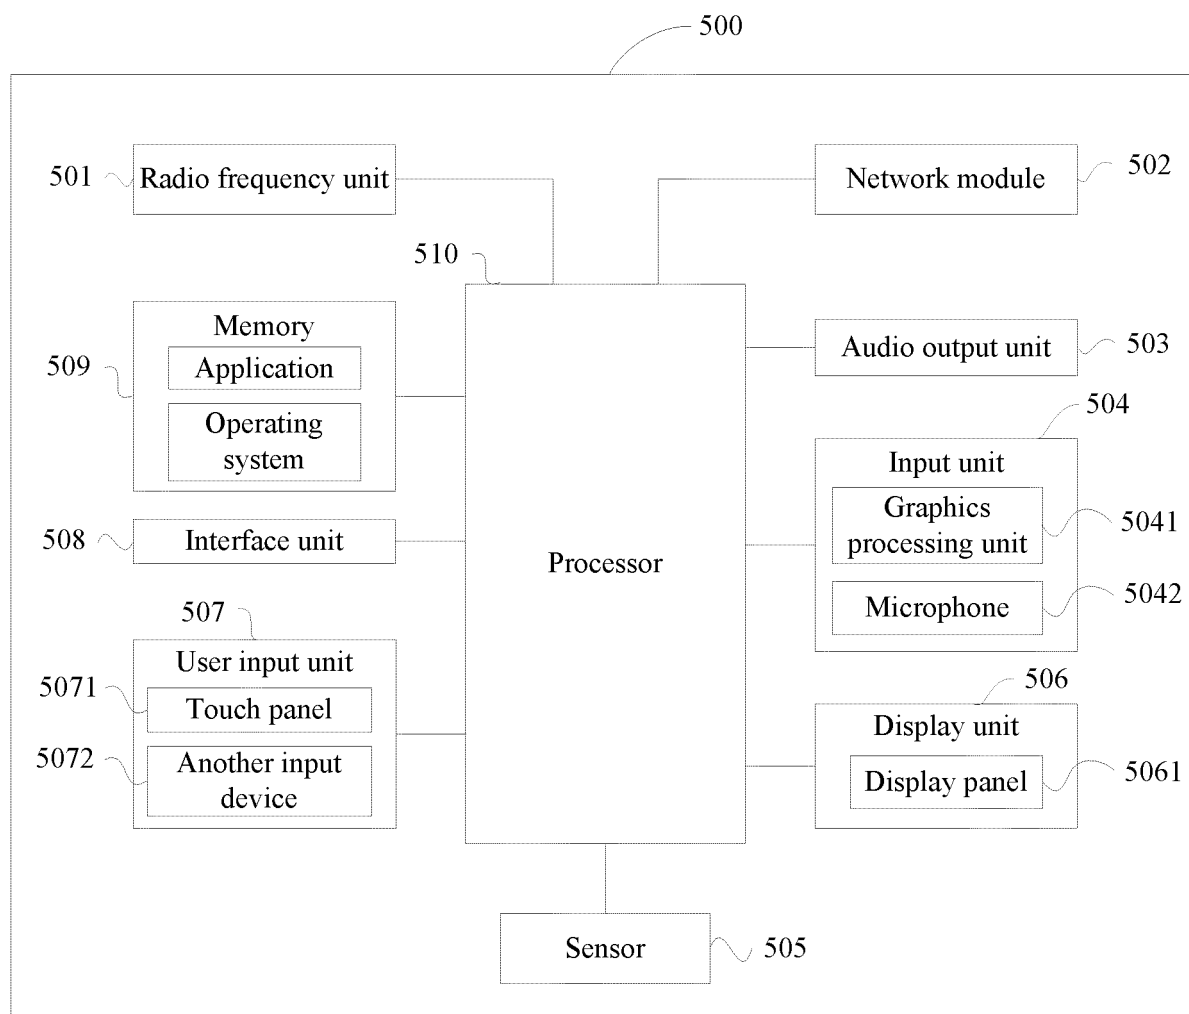 500
501
Radio frequency unit
Network module
502
510
Memory
Application
Operating
system
509
Audio output unit
503
504
Input unit
Graphics
processing unit
5041
Microphone
5042
508
Interface unit
Processor
507
User input unit
5071
Touch panel
5072
Another input
device
506
Display unit
Display panel
5061
Sensor
505